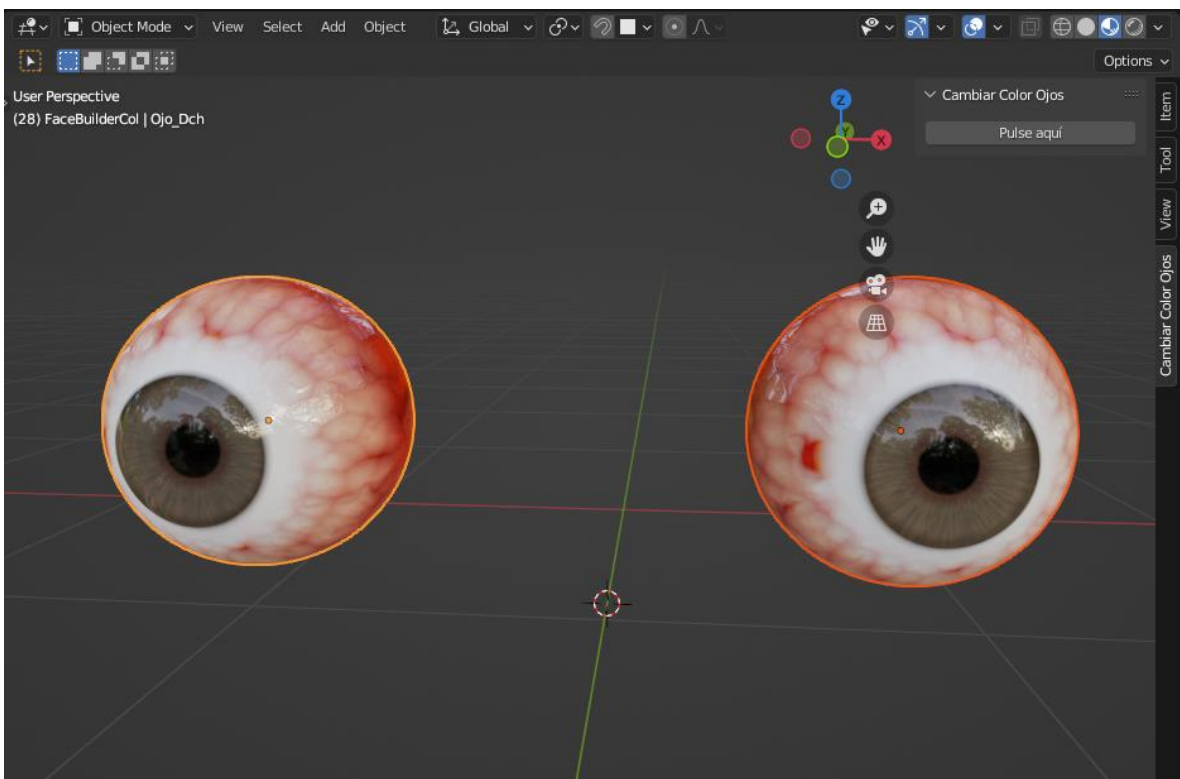 Object Mode View Select Add Object Global
Options
User Perspective
(28) FaceBuilderCol | Ojo_Dch
Cambiar Color Ojos
Pulse aquí
Z
Y
X
Item
Tool
View
Cambiar Color Ojos